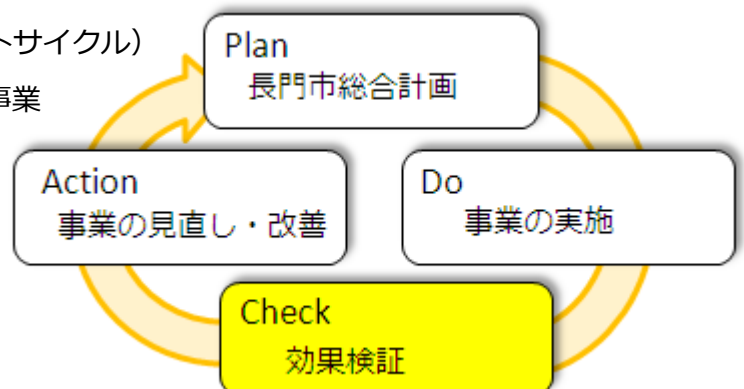 トサイクル）
Plan
長門市総合計画
事業
Action
事業の見直し・改善
Do
事業の実施
Check
効果検証